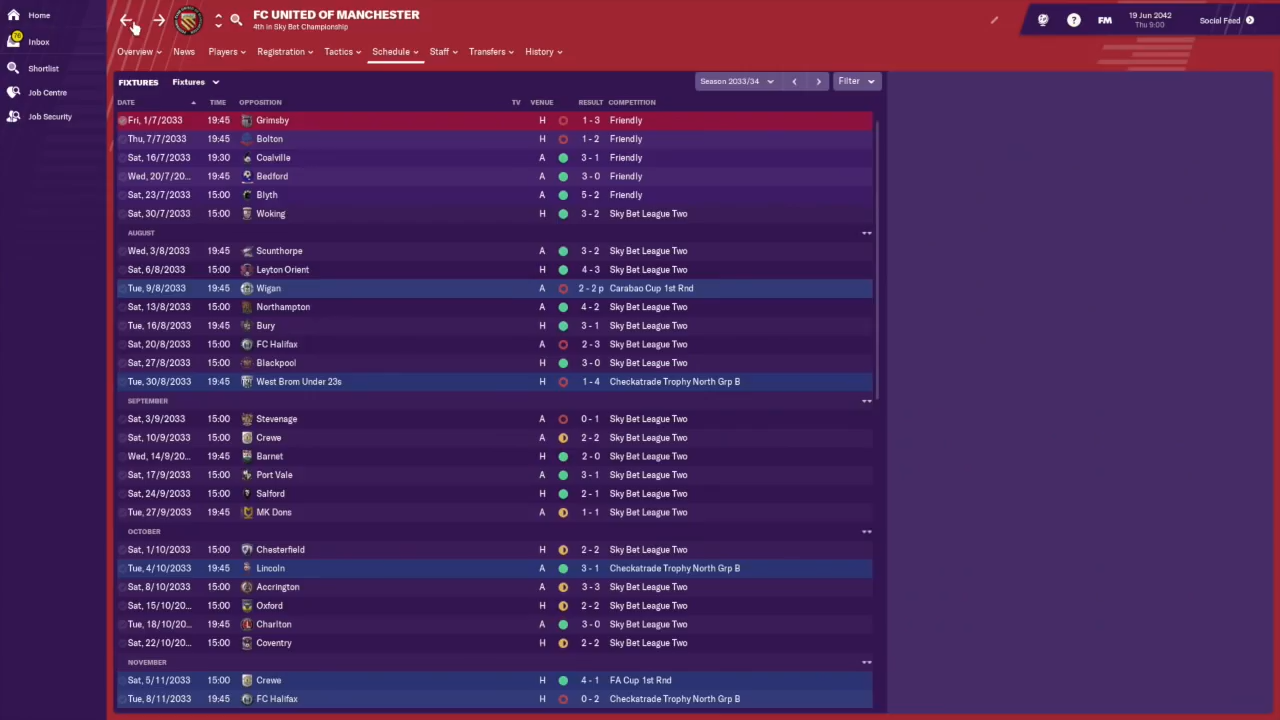 FC UNITED OF MANCHESTER
4th in Sky Bet Championship
19 Jun 2042
Thu 9:00
Social Feed
FM
?
Home
76
Inbox
Shortlist
Job Centre
Job Security
Overview News Players Registration Tactics Schedule Staff Transfers History
FIXTURES Fixtures Season 2033/34 Filter
DATE TIME OPPOSITION TV VENUE RESULT COMPETITION
Fri, 1/7/2033 19:45 Grimsby H 1 - 3 Friendly
Thu, 7/7/2033 19:45 Bolton H 1 - 2 Friendly
Sat, 16/7/2033 19:30 Coalville A 3 - 1 Friendly
Wed, 20/7/20... 19:45 Bedford A 3 - 0 Friendly
Sat, 23/7/2033 15:00 Blyth A 5 - 2 Friendly
Sat, 30/7/2033 15:00 Woking H 3 - 2 Sky Bet League Two
AUGUST
Wed, 3/8/2033 19:45 Scunthorpe A 3 - 2 Sky Bet League Two
Sat, 6/8/2033 15:00 Leyton Orient H 4 - 3 Sky Bet League Two
Tue, 9/8/2033 19:45 Wigan A 2 - 2 p Carabao Cup 1st Rnd
Sat, 13/8/2033 15:00 Northampton A 4 - 2 Sky Bet League Two
Tue, 16/8/2033 19:45 Bury H 3 - 1 Sky Bet League Two
Sat, 20/8/2033 15:00 FC Halifax A 2 - 3 Sky Bet League Two
Sat, 27/8/2033 15:00 Blackpool H 3 - 0 Sky Bet League Two
Tue, 30/8/2033 19:45 West Brom Under 23s H 1 - 4 Checkatrade Trophy North Grp B
SEPTEMBER
Sat, 3/9/2033 15:00 Stevenage A 0 - 1 Sky Bet League Two
Sat, 10/9/2033 15:00 Crewe A 2 - 2 Sky Bet League Two
Wed, 14/9/20... 19:45 Barnet H 2 - 0 Sky Bet League Two
Sat, 17/9/2033 15:00 Port Vale A 3 - 1 Sky Bet League Two
Sat, 24/9/2033 15:00 Salford H 2 - 1 Sky Bet League Two
Tue, 27/9/2033 19:45 MK Dons A 1 - 1 Sky Bet League Two
OCTOBER
Sat, 1/10/2033 15:00 Chesterfield H 2 - 2 Sky Bet League Two
Tue, 4/10/2033 19:45 Lincoln A 3 - 1 Checkatrade Trophy North Grp B
Sat, 8/10/2033 15:00 Accrington A 3 - 3 Sky Bet League Two
Sat, 15/10/20... 15:00 Oxford H 2 - 2 Sky Bet League Two
Tue, 18/10/20... 19:45 Charlton A 3 - 0 Sky Bet League Two
Sat, 22/10/20... 15:00 Coventry H 2 - 2 Sky Bet League Two
NOVEMBER
Sat, 5/11/2033 15:00 Crewe H 4 - 1 FA Cup 1st Rnd
Tue, 8/11/2033 19:45 FC Halifax H 0 - 2 Checkatrade Trophy North Grp B